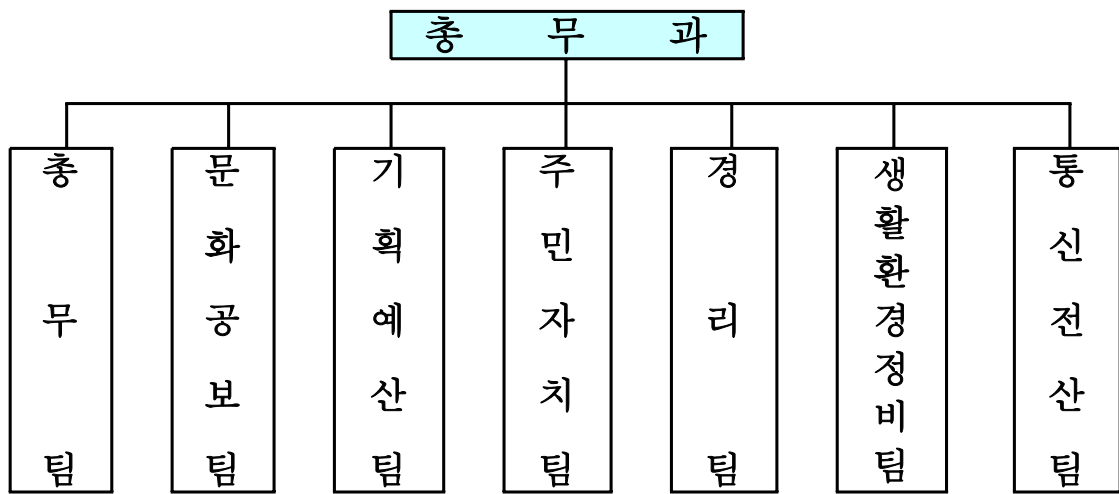 총 무 과
총무팀
문화공보팀
기획예산팀
주민자치팀
경리팀
생활환경정비팀
통신전산팀